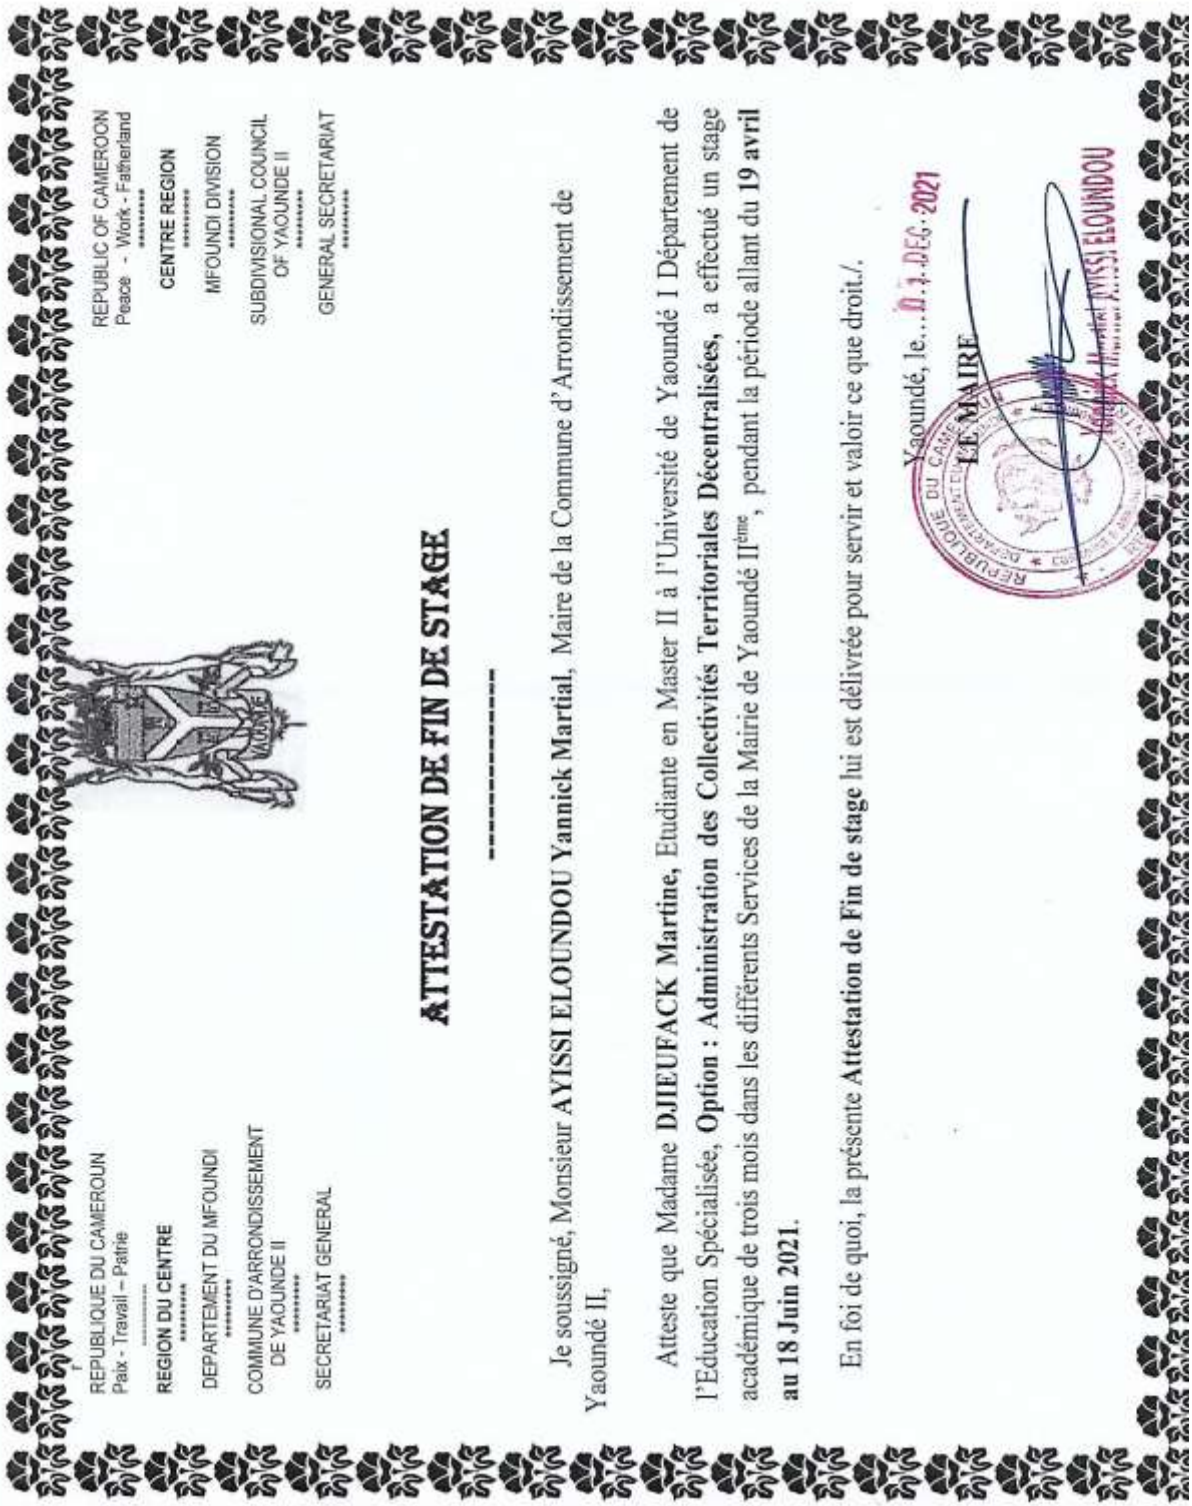 REPUBLIQUE DU CAMEROUN
Paix - Travail – Patrie
------------
REGION DU CENTRE
*********
DEPARTEMENT DU MFOUNDI
*********
COMMUNE D'ARRONDISSEMENT
DE YAOUNDE II
*********
SECRETARIAT GENERAL
*********
YAOUNDE
REPUBLIC OF CAMEROON
Peace - Work - Fatherland
*********
CENTRE REGION
*********
MFOUNDI DIVISION
*********
SUBDIVISIONAL COUNCIL
OF YAOUNDE II
*********
GENERAL SECRETARIAT
*********
ATTESTATION DE FIN DE STAGE
--------------
Je soussigné, Monsieur AYISSI ELOUNDOU Yannick Martial, Maire de la Commune d'Arrondissement de
Yaoundé II,
Atteste que Madame DJIEUFACK Martine, Etudiante en Master II à l'Université de Yaoundé I Département de
l'Education Spécialisée, Option : Administration des Collectivités Territoriales Décentralisées, a effectué un stage
académique de trois mois dans les différents Services de la Mairie de Yaoundé IIème, pendant la période allant du 19 avril
au 18 Juin 2021.
En foi de quoi, la présente Attestation de Fin de stage lui est délivrée pour servir et valoir ce que droit./.
Yaoundé, le... DEC 2021
LE MAIRE
REPUBLIQUE DU CAMEROUN
AYISSI ELOUNDOU